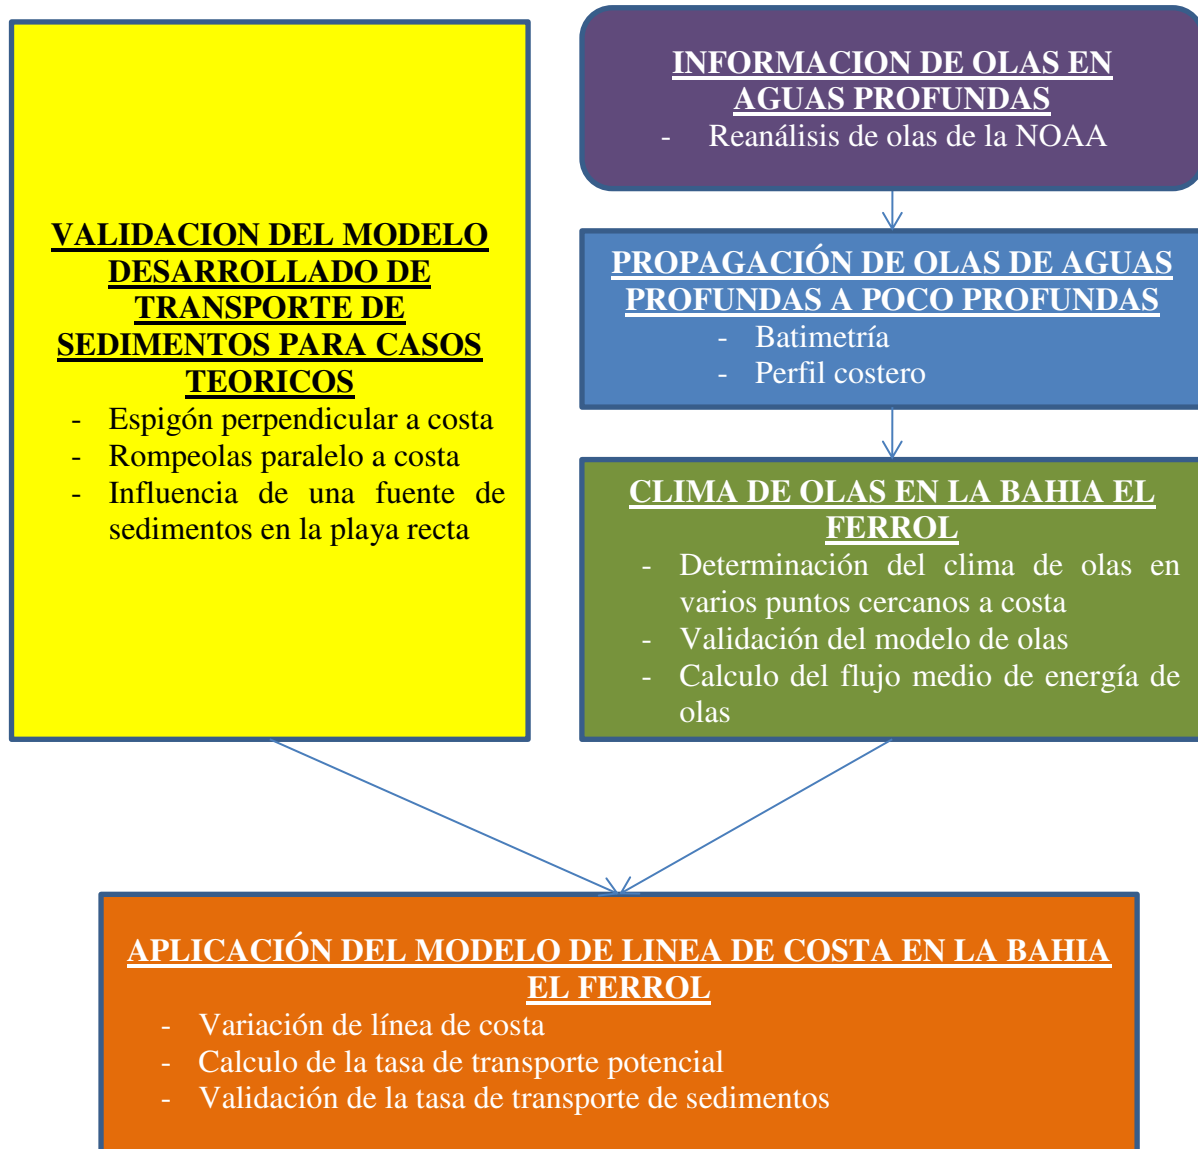 VALIDACION DEL MODELO
DESARROLLADO DE
TRANSPORTE DE
SEDIMENTOS PARA CASOS
TEORICOS
- Espigón perpendicular a costa
- Rompeolas paralelo a costa
- Influencia de una fuente de
sedimentos en la playa recta
INFORMACION DE OLAS EN
AGUAS PROFUNDAS
- Reanálisis de olas de la NOAA
PROPAGACIÓN DE OLAS DE AGUAS
PROFUNDAS A POCO PROFUNDAS
- Batimetría
- Perfil costero
CLIMA DE OLAS EN LA BAHIA EL
FERROL
- Determinación del clima de olas en
varios puntos cercanos a costa
- Validación del modelo de olas
- Calculo del flujo medio de energía de
olas
APLICACIÓN DEL MODELO DE LINEA DE COSTA EN LA BAHIA
EL FERROL
- Variación de línea de costa
- Calculo de la tasa de transporte potencial
- Validación de la tasa de transporte de sedimentos